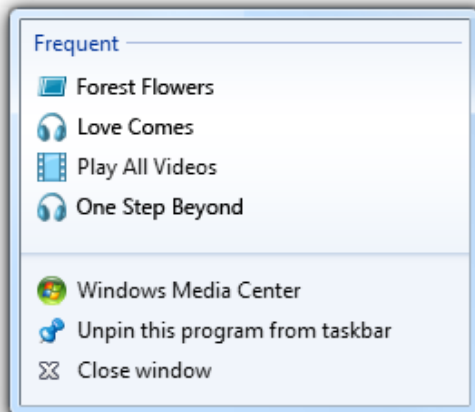 Frequent
Forest Flowers
Love Comes
Play All Videos
One Step Beyond
Windows Media Center
Unpin this program from taskbar
Close window